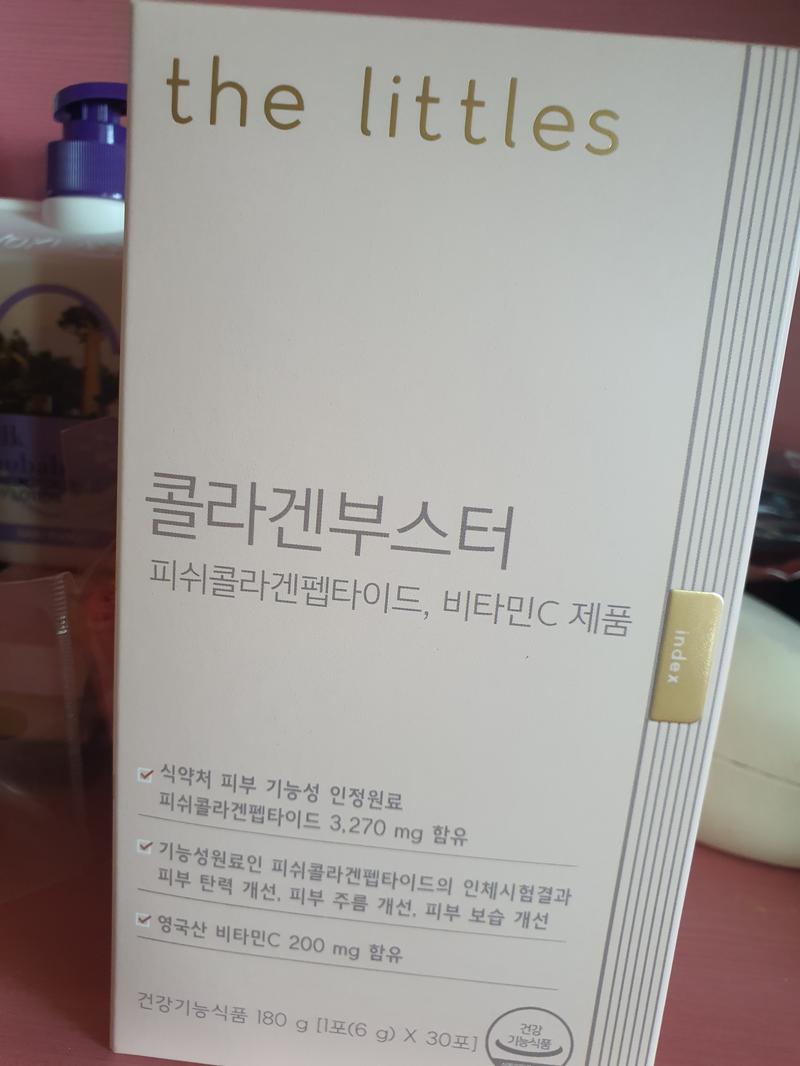 the littles
콜라겐부스터
피쉬콜라겐펩타이드, 비타민C 제품
index
식약처 피부 기능성 인정원료
피쉬콜라겐펩타이드 3,270 mg 함유
기능성원료인 피쉬콜라겐펩타이드의 인체시험결과
피부 탄력 개선, 피부 주름 개선, 피부 보습 개선
영국산 비타민C 200 mg 함유
건강기능식품 180 g [1포(6 g) X 30포]
건강
기능식품